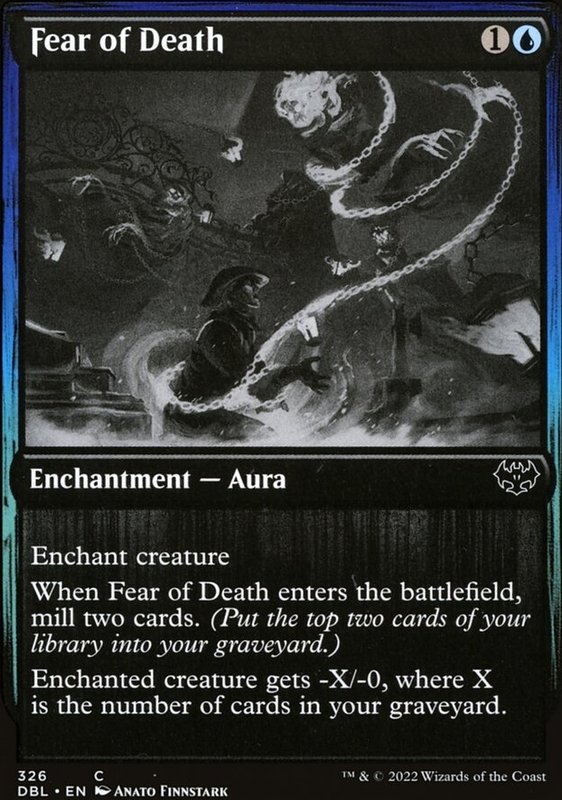 Fear of Death 1
Enchantment — Aura
Enchant creature
When Fear of Death enters the battlefield,
mill two cards. (Put the top two cards of your
library into your graveyard.)
Enchanted creature gets -X/-0, where X
is the number of cards in your graveyard.
326 C
DBL • EN Anato Finnstark
™ & © 2022 Wizards of the Coast